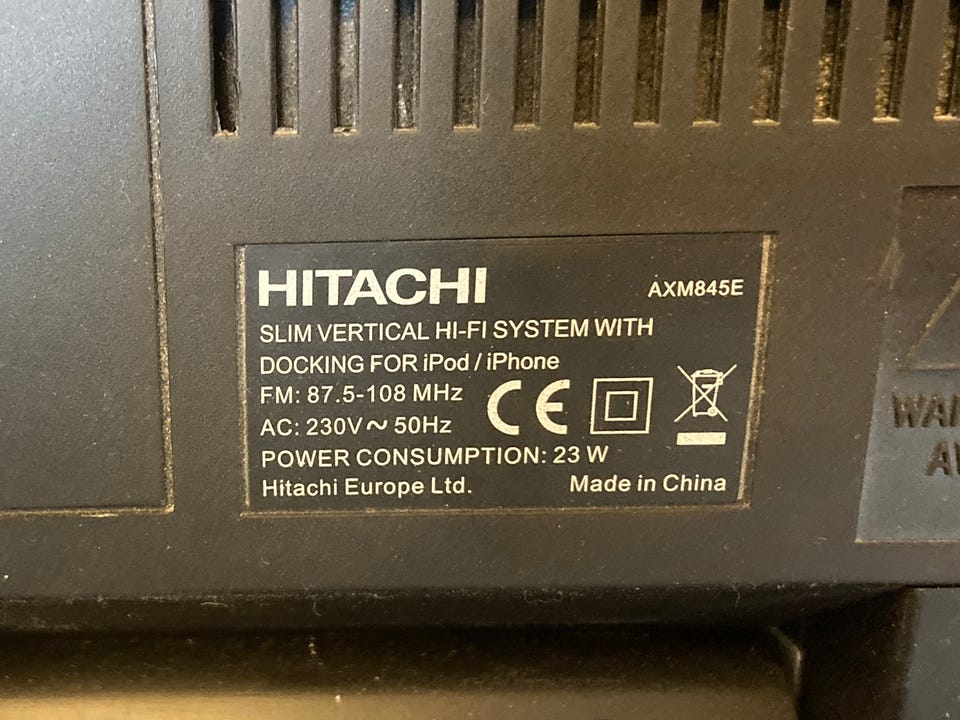 HITACHI AXM845E
SLIM VERTICAL HI-FI SYSTEM WITH
DOCKING FOR iPod / iPhone
FM: 87.5-108 MHz
AC: 230V ~ 50Hz
CE
POWER CONSUMPTION: 23 W
Hitachi Europe Ltd. Made in China